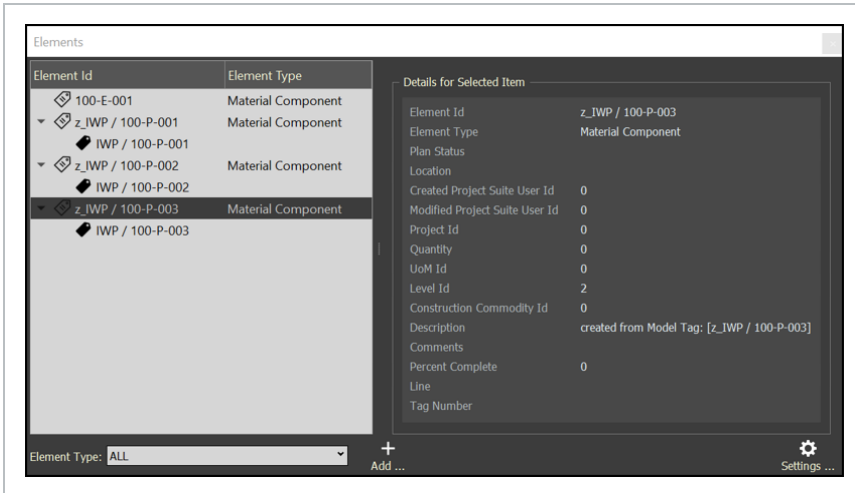 Elements
Element Id Element Type
100-E-001 Material Component
z_IWP / 100-P-001 Material Component
IWP / 100-P-001
z_IWP / 100-P-002 Material Component
IWP / 100-P-002
z_IWP / 100-P-003 Material Component
IWP / 100-P-003
Element Type: ALL
Add ...
Details for Selected Item
Element Id z_IWP / 100-P-003
Element Type Material Component
Plan Status
Location
Created Project Suite User Id 0
Modified Project Suite User Id 0
Project Id 0
Quantity 0
UoM Id 0
Level Id 2
Construction Commodity Id 0
Description created from Model Tag: [z_IWP / 100-P-003]
Comments
Percent Complete 0
Line
Tag Number
Settings ...